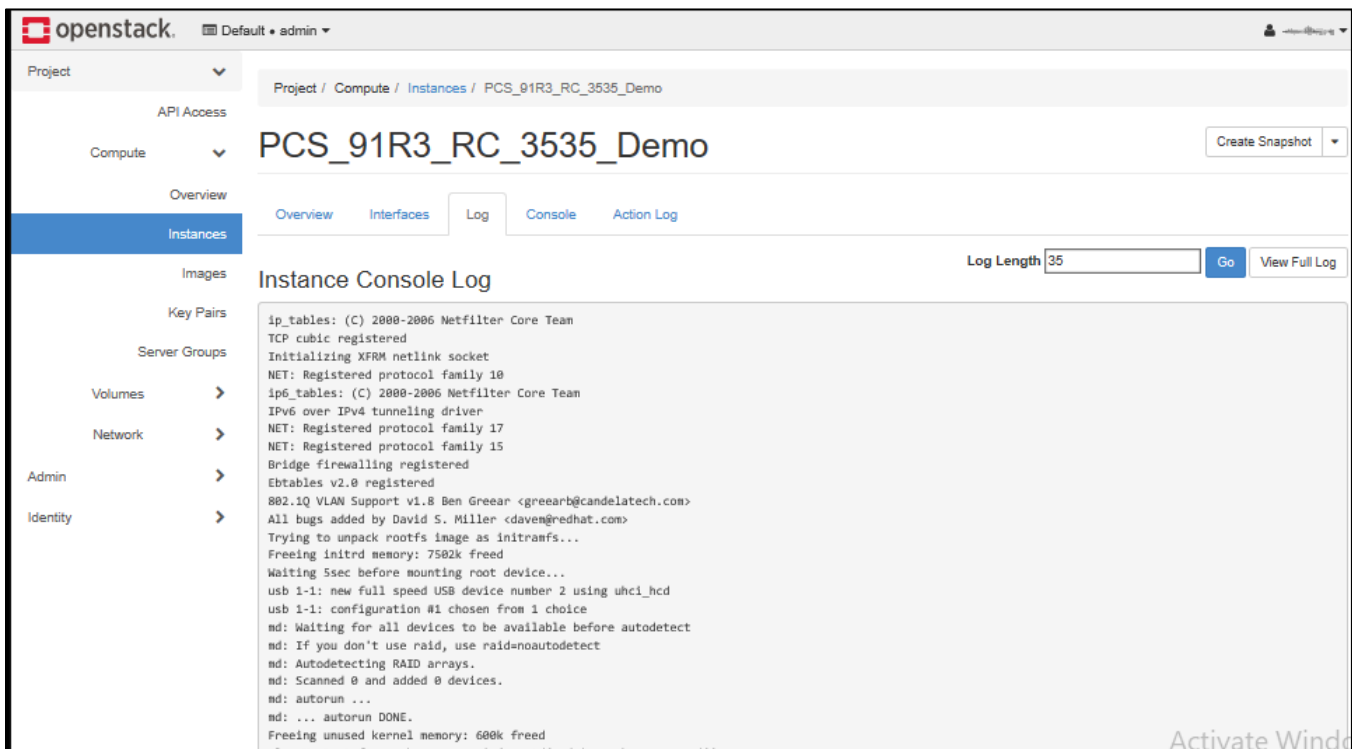 openstack. Default • admin
Project
API Access
Compute
Overview
Instances
Images
Key Pairs
Server Groups
Volumes
Network
Admin
Identity
Project / Compute / Instances / PCS_91R3_RC_3535_Demo
PCS_91R3_RC_3535_Demo
Create Snapshot
Overview Interfaces Log Console Action Log
Instance Console Log
Log Length 35 Go View Full Log
ip_tables: (C) 2000-2006 Netfilter Core Team
TCP cubic registered
Initializing XFRM netlink socket
NET: Registered protocol family 10
ip6_tables: (C) 2000-2006 Netfilter Core Team
IPv6 over IPv4 tunneling driver
NET: Registered protocol family 17
NET: Registered protocol family 15
Bridge firewalling registered
Ebtables v2.0 registered
802.1Q VLAN Support v1.8 Ben Greear <greearb@candelatech.com>
All bugs added by David S. Miller <davem@redhat.com>
Trying to unpack rootfs image as initramfs...
Freeing initrd memory: 7502k freed
Waiting 5sec before mounting root device...
usb 1-1: new full speed USB device number 2 using uhci_hcd
usb 1-1: configuration #1 chosen from 1 choice
md: Waiting for all devices to be available before autodetect
md: If you don't use raid, use raid=noautodetect
md: Autodetecting RAID arrays.
md: Scanned 0 and added 0 devices.
md: autorun ...
md: ... autorun DONE.
Freeing unused kernel memory: 600k freed
Activate Windo